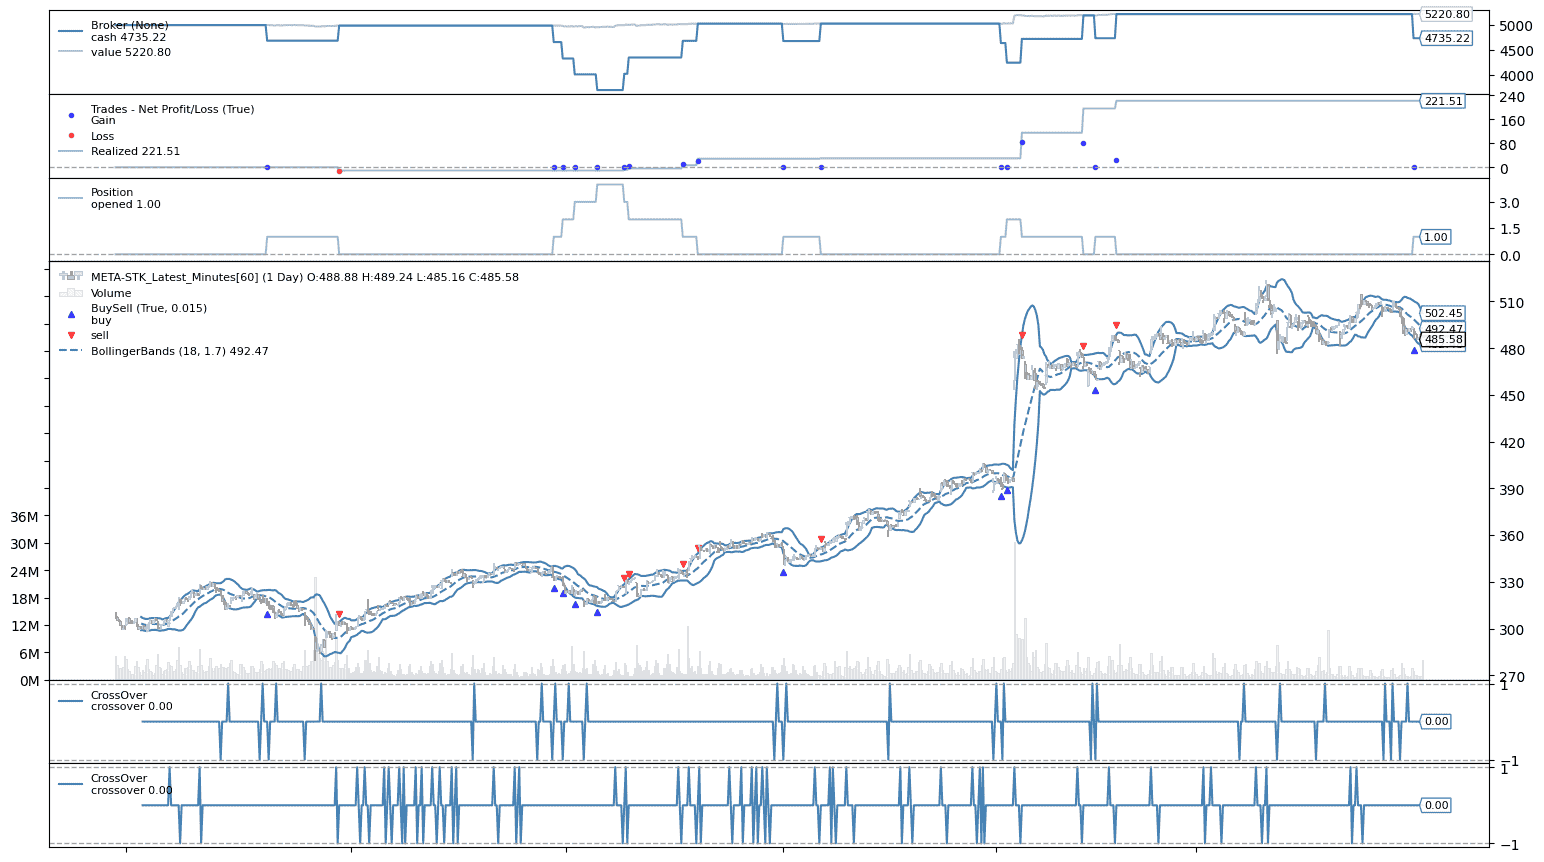 Broker (None)
cash 4735.22
value 5220.80
5220.80
5000
4735.22
4500
4000
Trades - Net Profit/Loss (True)
Gain
Loss
Realized 221.51
240
221.51
160
80
0
Position
opened 1.00
3.0
1.5
1.00
0.0
META-STK_Latest_Minutes[60] (1 Day) O:488.88 H:489.24 L:485.16 C:485.58
Volume
BuySell (True, 0.015)
buy
sell
BollingerBands (18, 1.7) 492.47
510
502.45
492.47
485.58
480
450
420
390
360
330
300
270
36M
30M
24M
18M
12M
6M
0M
CrossOver
crossover 0.00
1
0.00
−1
CrossOver
crossover 0.00
1
0.00
−1